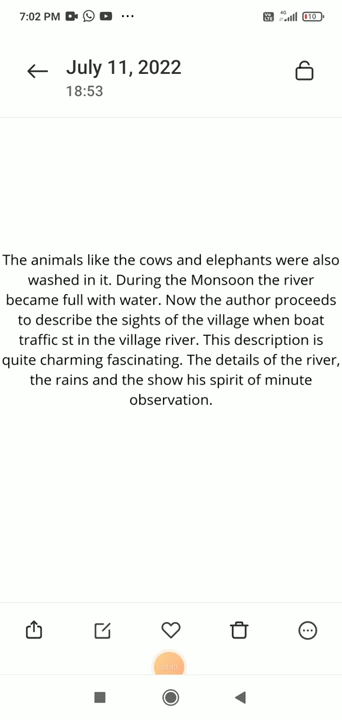 7:02 PM
4G
10
July 11, 2022
18:53
The animals like the cows and elephants were also
washed in it. During the Monsoon the river
became full with water. Now the author proceeds
to describe the sights of the village when boat
traffic st in the village river. This description is
quite charming fascinating. The details of the river,
the rains and the show his spirit of minute
observation.